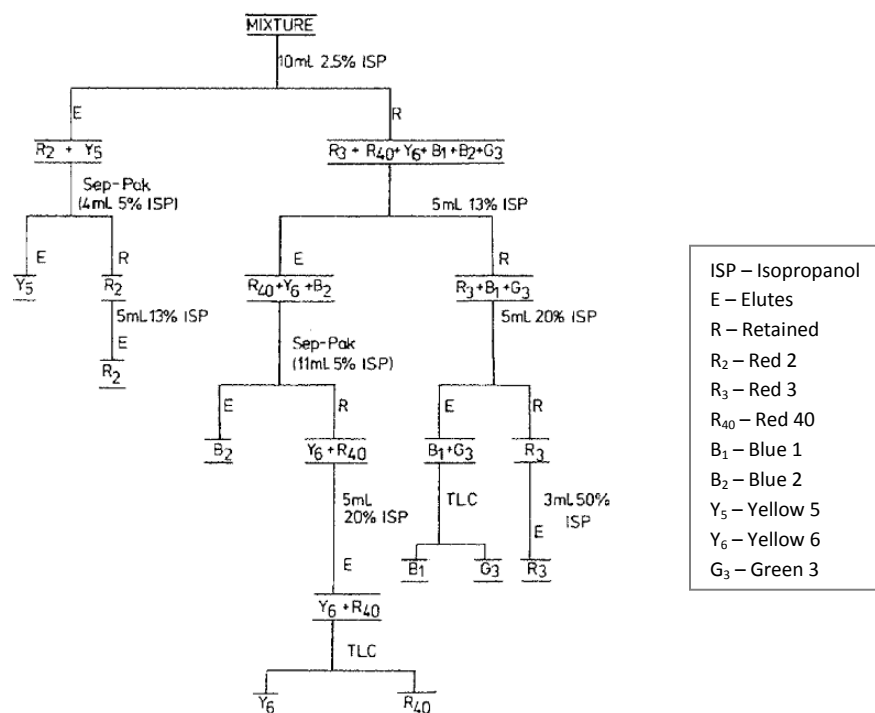 MIXTURE
10mL 2.5% ISP
E
R
R₂ + Y₅
R₃ + R₄₀+Y₆+B₁+B₂+G₃
Sep-Pak
(4mL 5% ISP)
5mL 13% ISP
E
R
E
R
Y₅
R₂
R₄₀+Y₆+B₂
R₃+B₁+G₃
5mL13% ISP
5mL 20% ISP
E
Sep-Pak
(11mL 5% ISP)
R₂
E
R
E
R
B₂
Y₆+R₄₀
B₁+G₃
R₃
5mL
20% ISP
TLC
3mL50%
ISP
E
B₁
G₃
R₃
E
Y₆+R₄₀
TLC
Y₆
R₄₀
ISP – Isopropanol
E – Elutes
R – Retained
R₂ – Red 2
R₃ – Red 3
R₄₀ – Red 40
B₁ – Blue 1
B₂ – Blue 2
Y₅ – Yellow 5
Y₆ – Yellow 6
G₃ – Green 3